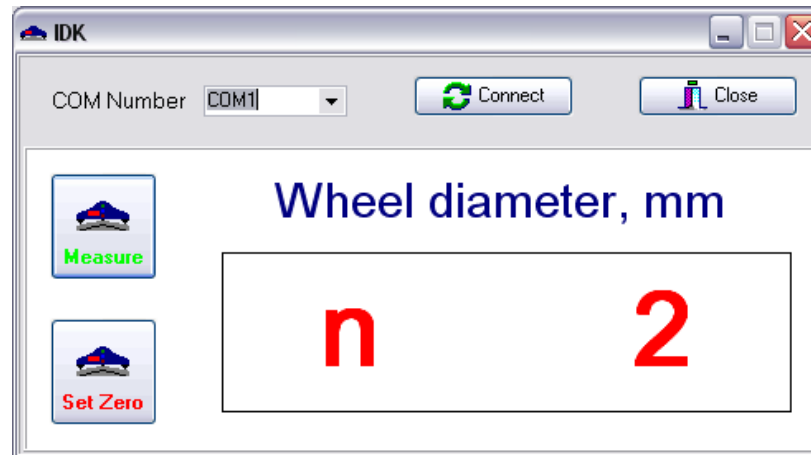 IDK
COM Number COM1 Connect Close
Wheel diameter, mm
Measure
n 2
Set Zero